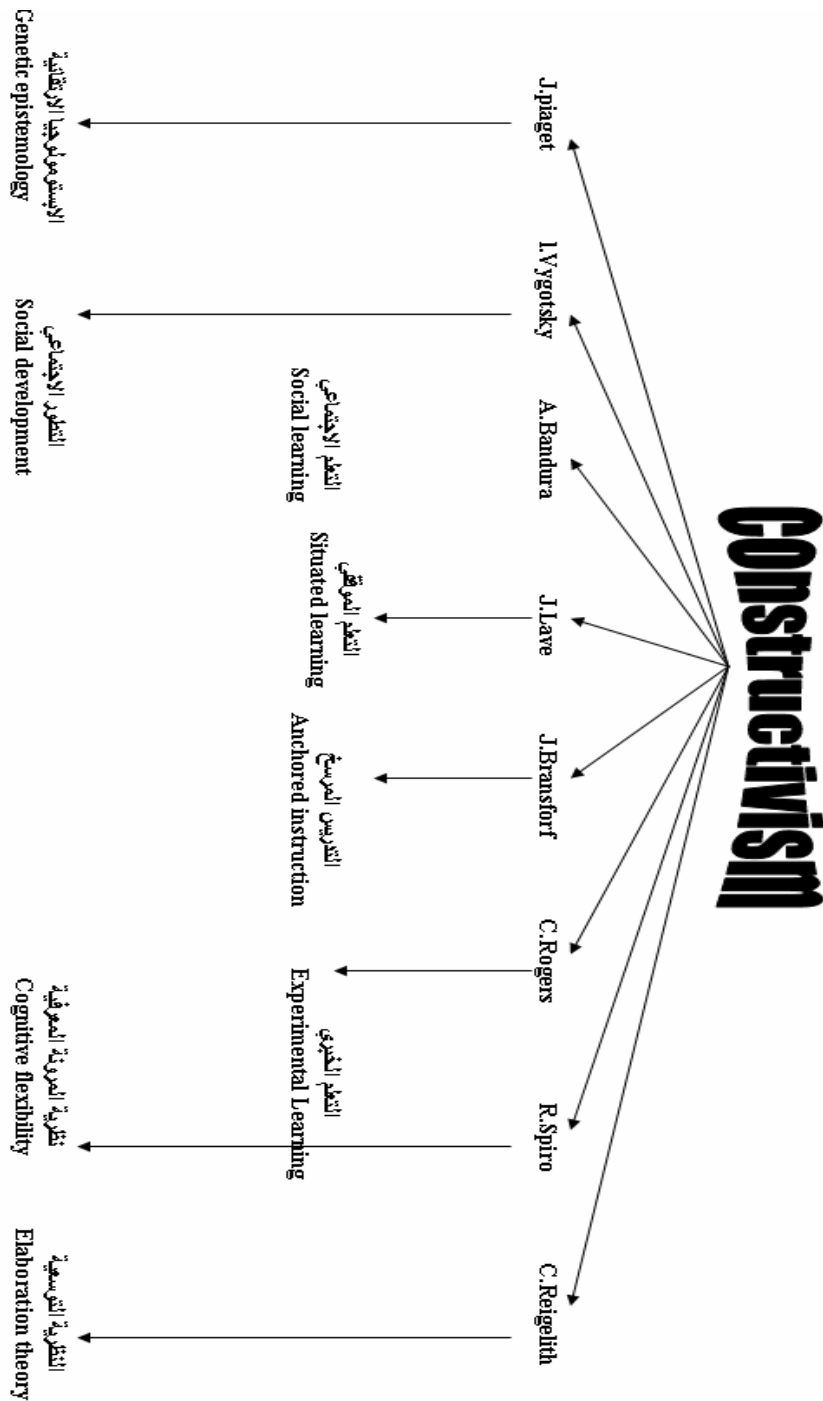 Constructivism
J.piaget
I.Vygotsky
A.Bandura
J.Lave
J.Bransforf
C.Rogers
R.Spiro
C.Reigelith
التعلم الاجتماعي
Social learning
التعلم الموقفي
Situated learning
التدريس المرسخ
Anchored instruction
التعلم الخبري
Experimental Learning
الابستومولوجيا الارتقائية
Genetic epistemology
التطور الاجتماعي
Social development
نظرية المرونة المعرفية
Cognitive flexibility
النظرية التوسعية
Elaboration theory